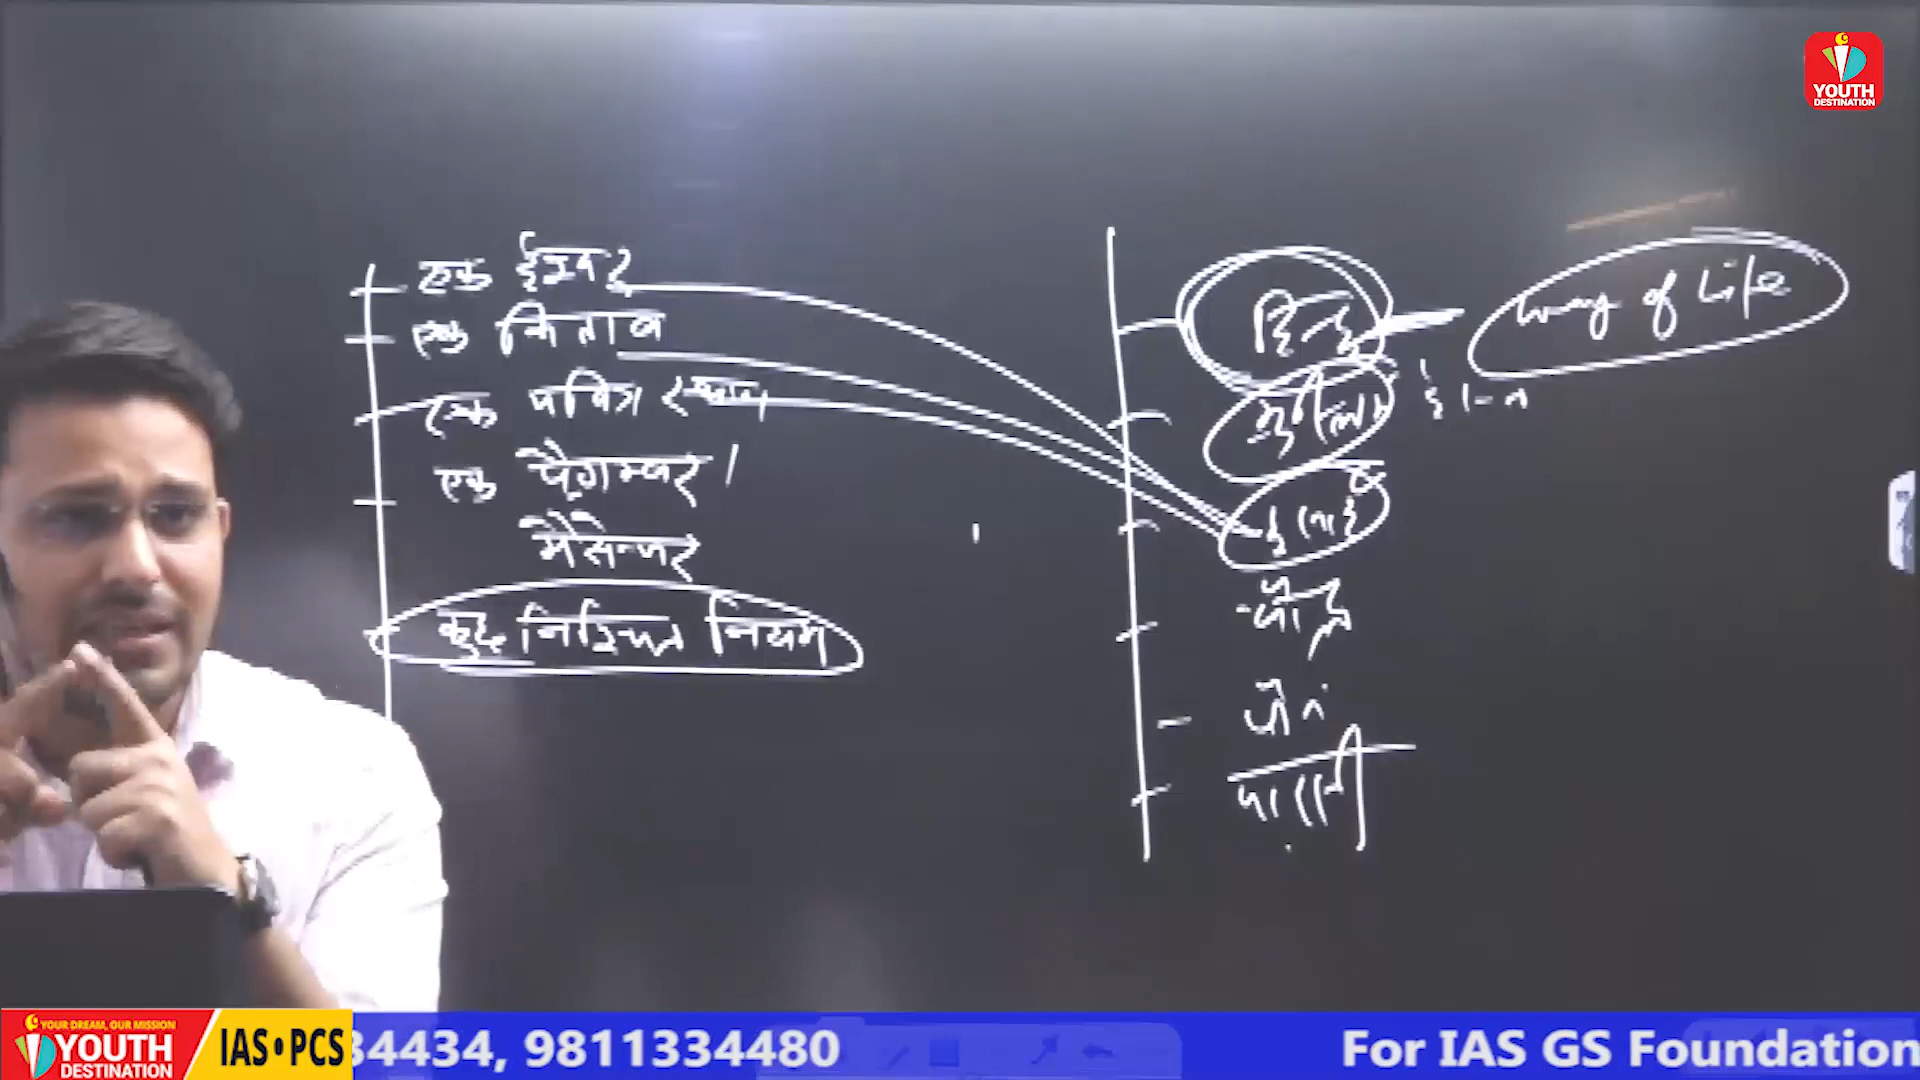 एक ईश्वर
एक किताब
एक पवित्र स्थान
एक पैगम्बर
मैसेन्जर
कुछ निश्चित नियम
हिन्दू
way of Life
मुस्लिम
ईसाई
बौद्ध
जैन
पारसी
YOUTH
DESTINATION
YOUR DREAM, OUR MISSION
YOUTH
DESTINATION
IAS•PCS
34434, 9811334480
For IAS GS Foundation